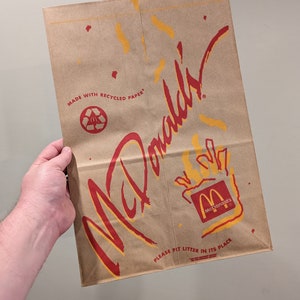 MADE WITH RECYCLED PAPER*
McDonald's
PLEASE PUT LITTER IN ITS PLACE